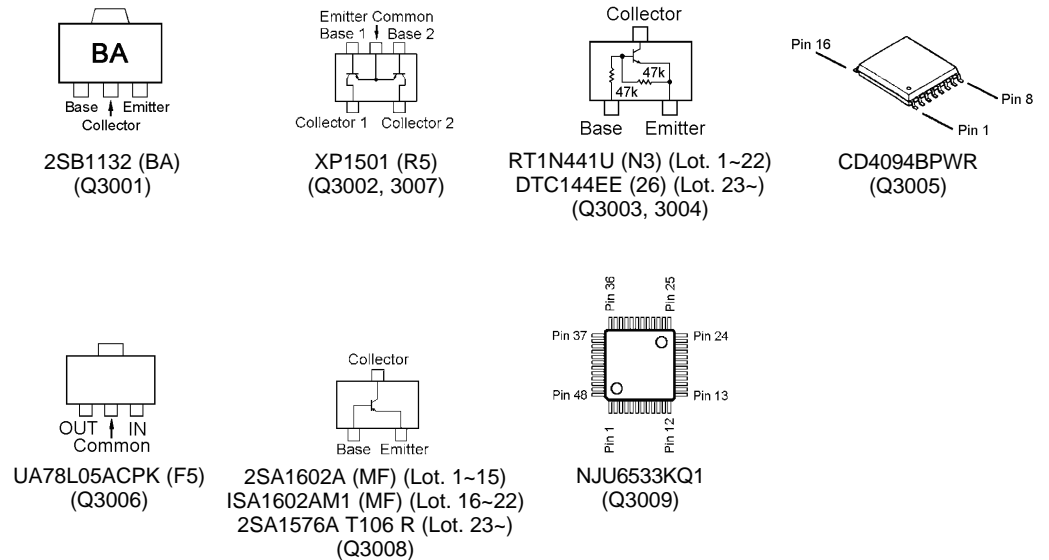 BA
Base
Emitter
Collector
2SB1132 (BA)
(Q3001)
Emitter Common
Base 1
Base 2
Collector 1
Collector 2
XP1501 (R5)
(Q3002, 3007)
Collector
47k
47k
Base
Emitter
RT1N441U (N3) (Lot. 1~22)
DTC144EE (26) (Lot. 23~)
(Q3003, 3004)
Pin 16
Pin 8
Pin 1
CD4094BPWR
(Q3005)
OUT
IN
Common
UA78L05ACPK (F5)
(Q3006)
Collector
Base
Emitter
2SA1602A (MF) (Lot. 1~15)
ISA1602AM1 (MF) (Lot. 16~22)
2SA1576A T106 R (Lot. 23~)
(Q3008)
Pin 36
Pin 25
Pin 37
Pin 24
Pin 48
Pin 13
Pin 1
Pin 12
NJU6533KQ1
(Q3009)